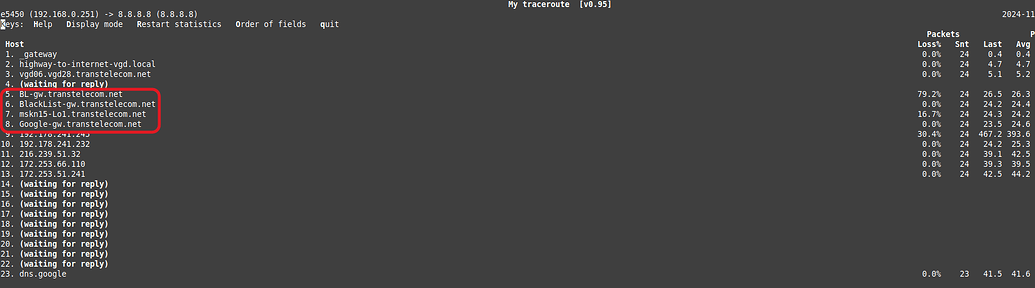 My traceroute [v0.95]
e5450 (192.168.0.251) -> 8.8.8.8 (8.8.8.8) 2024-11
Keys: Help Display mode Restart statistics Order of fields quit
Packets P
Host Loss% Snt Last Avg
1. _gateway 0.0% 24 0.4 0.4
2. highway-to-internet-vgd.local 0.0% 24 4.7 4.7
3. vgd06.vgd28.transtelecom.net 0.0% 24 5.1 5.2
4. (waiting for reply)
5. BL-gw.transtelecom.net 79.2% 24 26.5 26.3
6. BlackList-gw.transtelecom.net 0.0% 24 24.2 24.4
7. mskn15-Lo1.transtelecom.net 16.7% 24 24.3 24.2
8. Google-gw.transtelecom.net 0.0% 24 23.5 24.6
9. 192.178.241.245 30.4% 24 467.2 393.6
10. 192.178.241.232 0.0% 24 24.2 25.3
11. 216.239.51.32 0.0% 24 39.1 42.5
12. 172.253.66.110 0.0% 24 39.3 39.5
13. 172.253.51.241 0.0% 24 42.5 44.2
14. (waiting for reply)
15. (waiting for reply)
16. (waiting for reply)
17. (waiting for reply)
18. (waiting for reply)
19. (waiting for reply)
20. (waiting for reply)
21. (waiting for reply)
22. (waiting for reply)
23. dns.google 0.0% 23 41.5 41.6